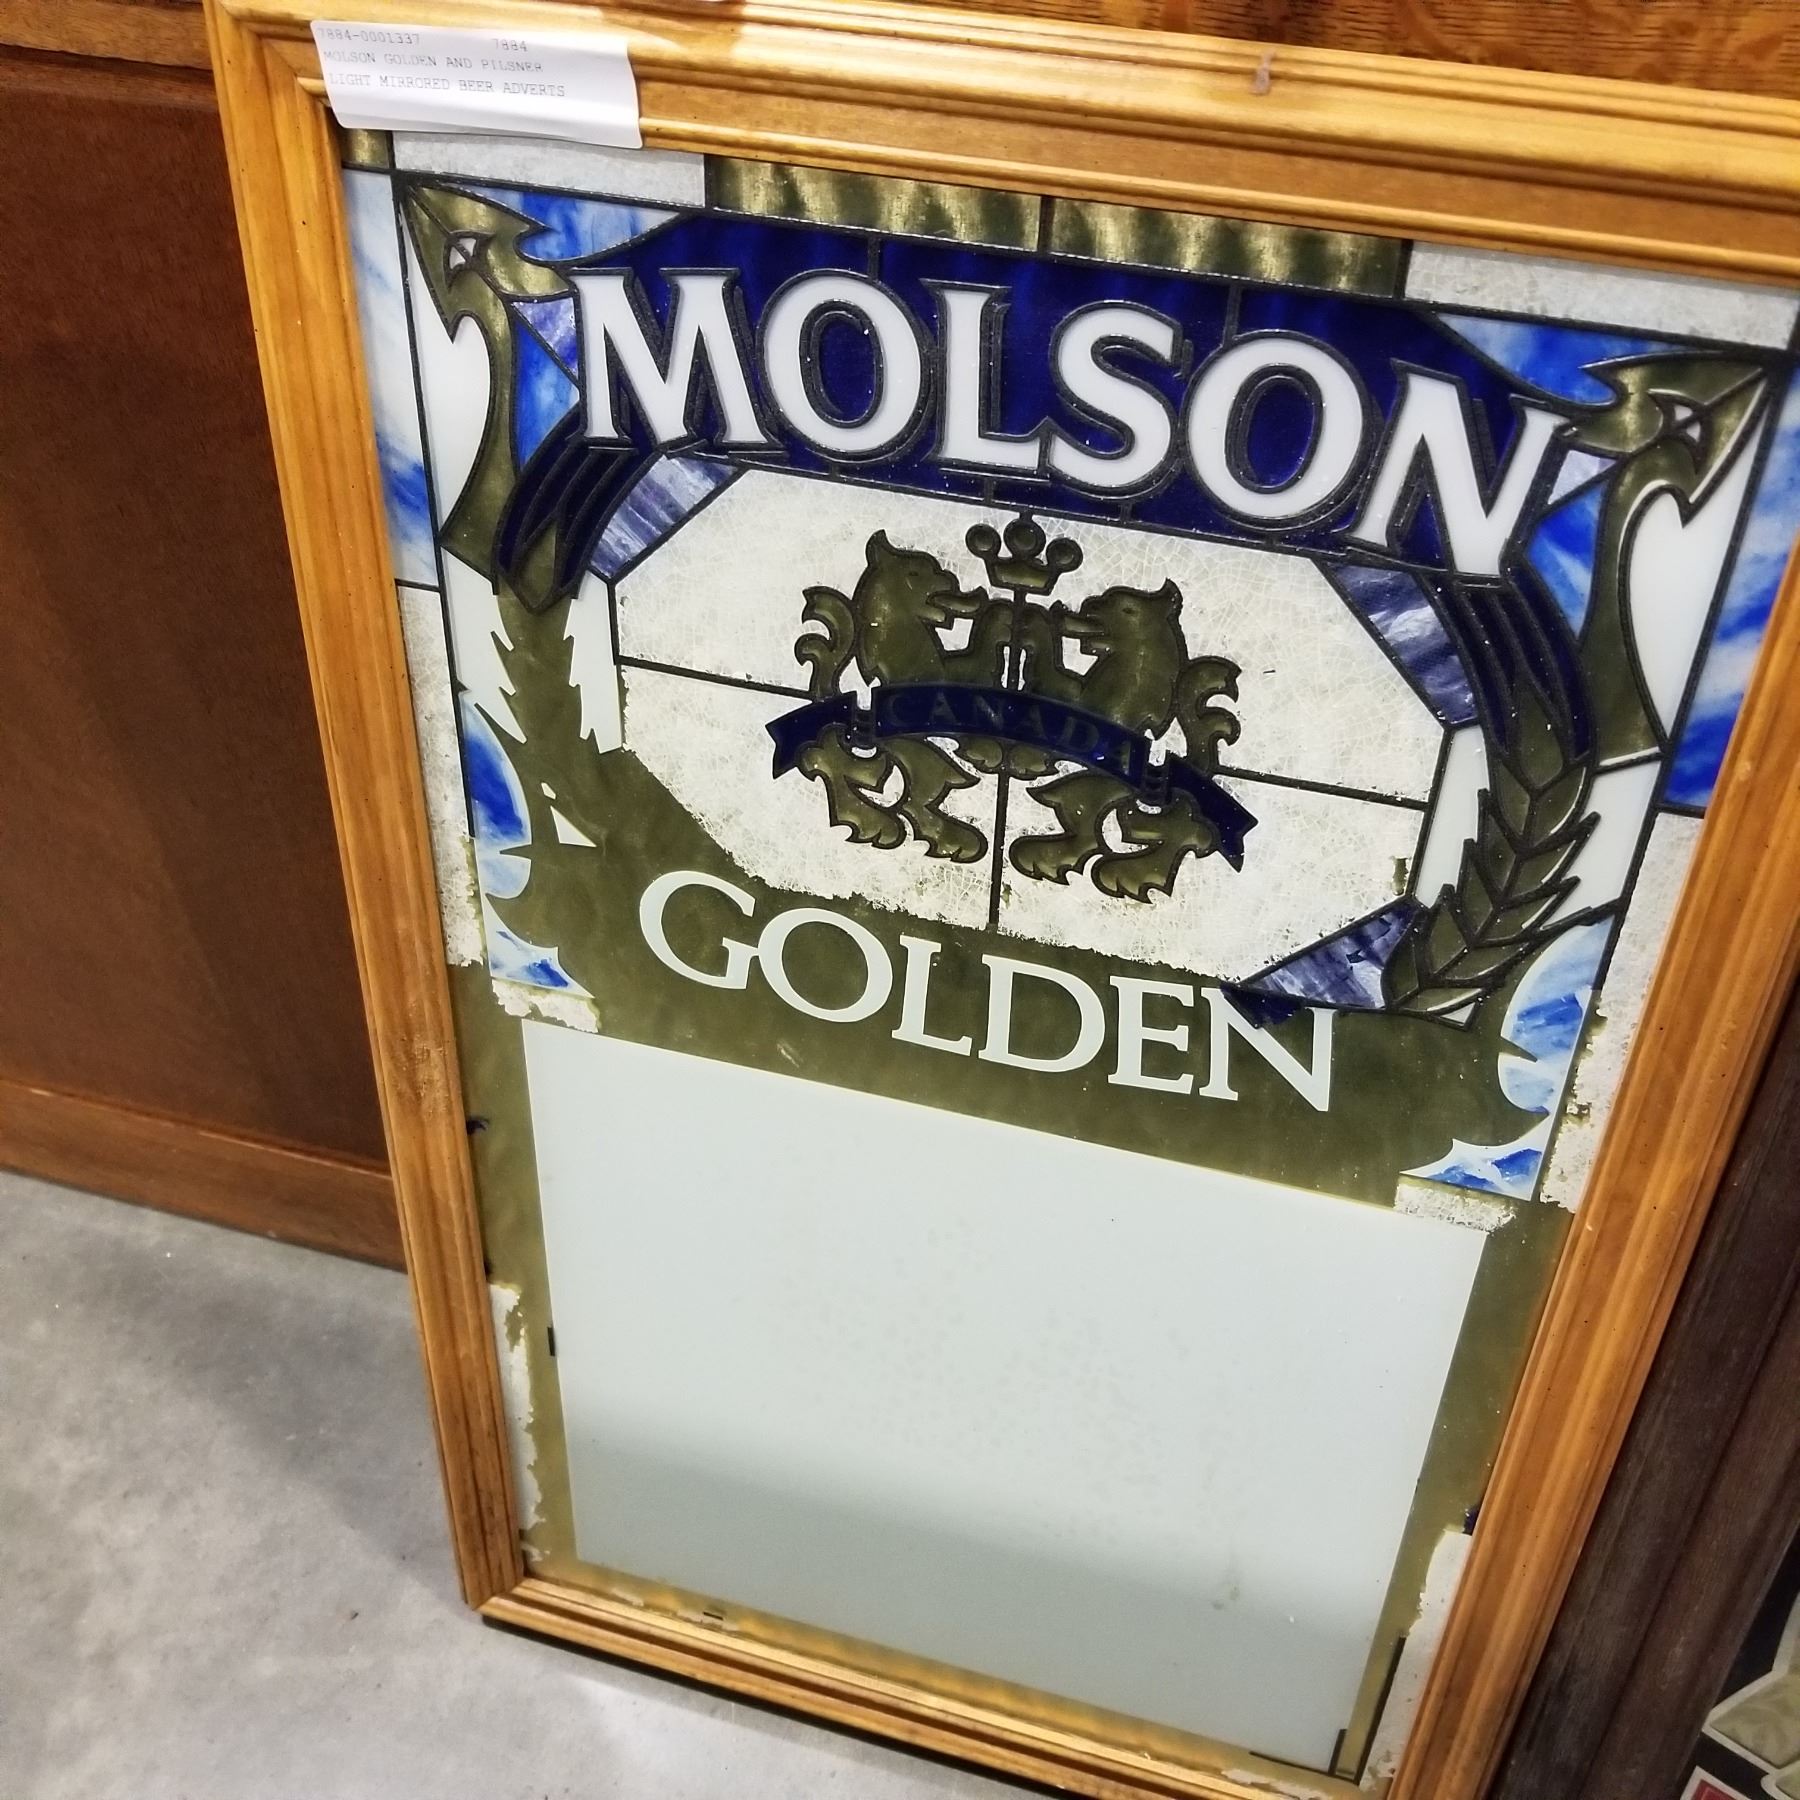 7884-0001337 7884
MOLSON GOLDEN AND PILSNER
LIGHT MIRRORED BEER ADVERTS
MOLSON
CANADA
GOLDEN